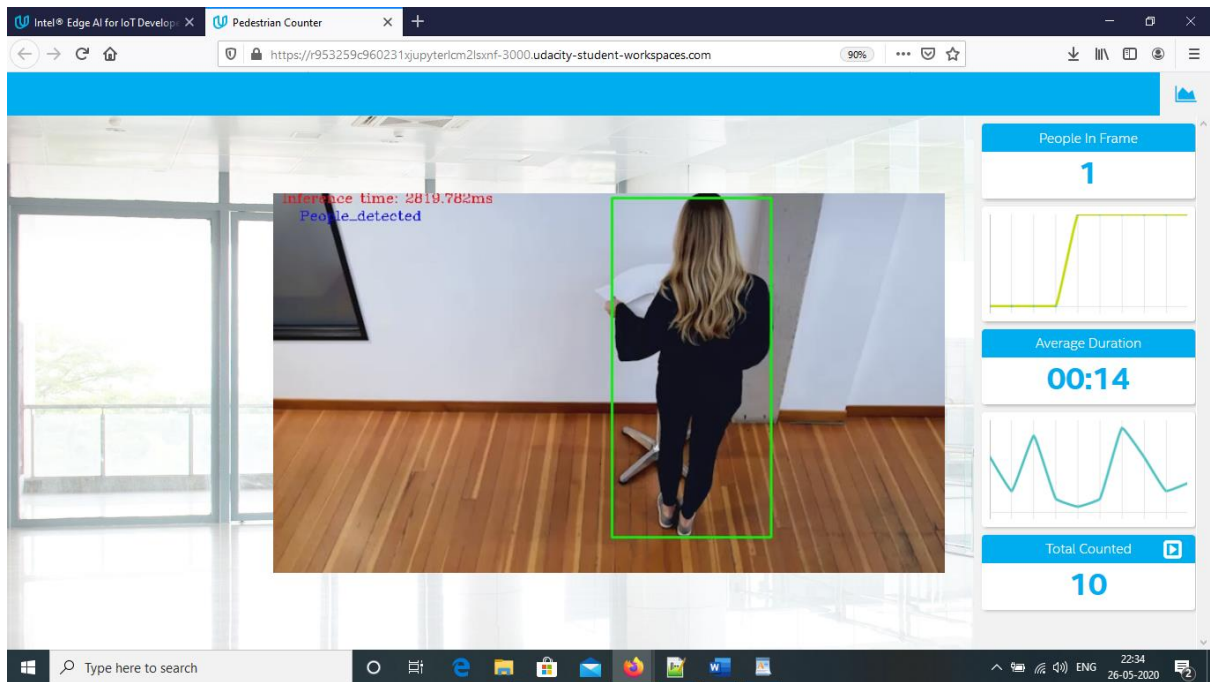 Intel® Edge AI for IoT Develop
Pedestrian Counter
https://r953259c960231xjupyterlcm2lsxnf-3000.udacity-student-workspaces.com
90%
People In Frame
1
Inference time: 2819.782ms
People_detected
Average Duration
00:14
Total Counted
10
Type here to search
ENG
22:34
26-05-2020
2